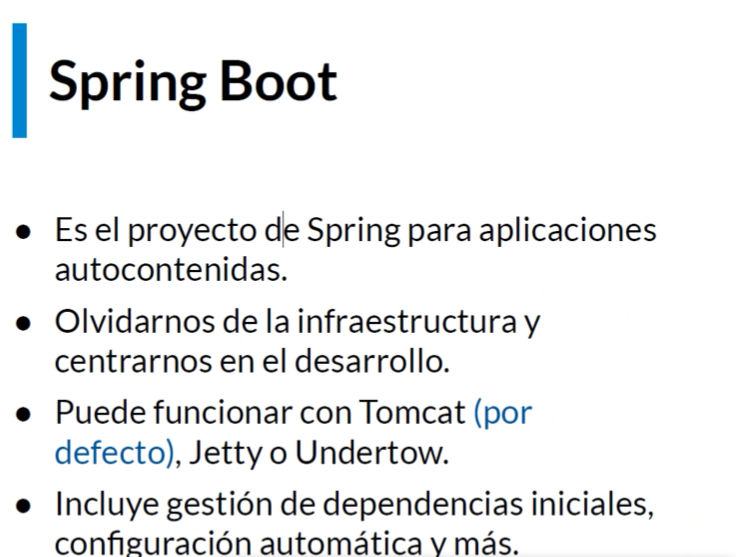 Spring Boot
● Es el proyecto de Spring para aplicaciones
autocontenidas.
● Olvidarnos de la infraestructura y
centrarnos en el desarrollo.
● Puede funcionar con Tomcat (por
defecto), Jetty o Undertow.
● Incluye gestión de dependencias iniciales,
configuración automática y más.